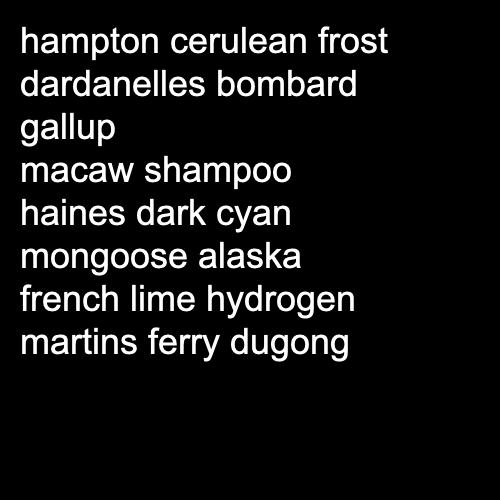 hampton cerulean frost
dardanelles bombard
gallup
macaw shampoo
haines dark cyan
mongoose alaska
french lime hydrogen
martins ferry dugong